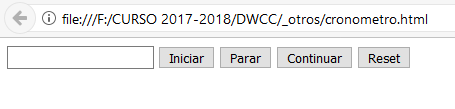 file:///F:/CURSO 2017-2018/DWCC/_otros/cronometro.html
Iniciar Parar Continuar Reset